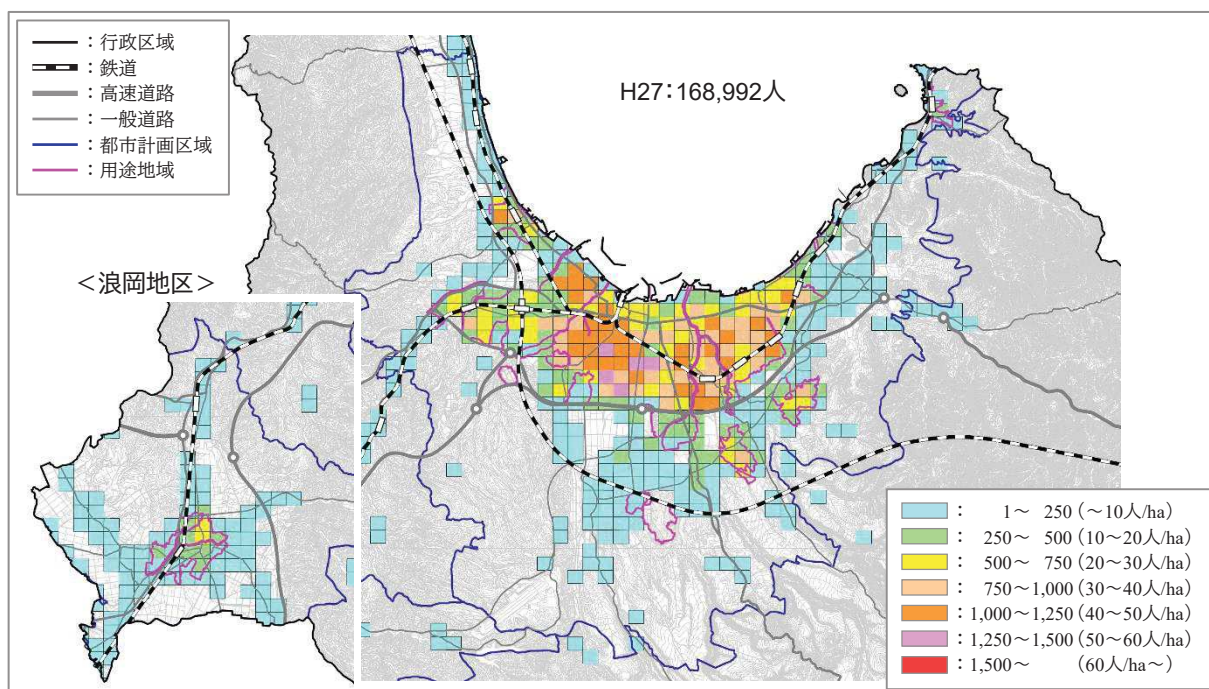 ：行政区域
：鉄道
：高速道路
：一般道路
：都市計画区域
：用途地域
H27：168,992人
＜浪岡地区＞
： 1～ 250（～10人/ha）
： 250～ 500（10～20人/ha）
： 500～ 750（20～30人/ha）
： 750～1,000（30～40人/ha）
：1,000～1,250（40～50人/ha）
：1,250～1,500（50～60人/ha）
：1,500～ （60人/ha～）